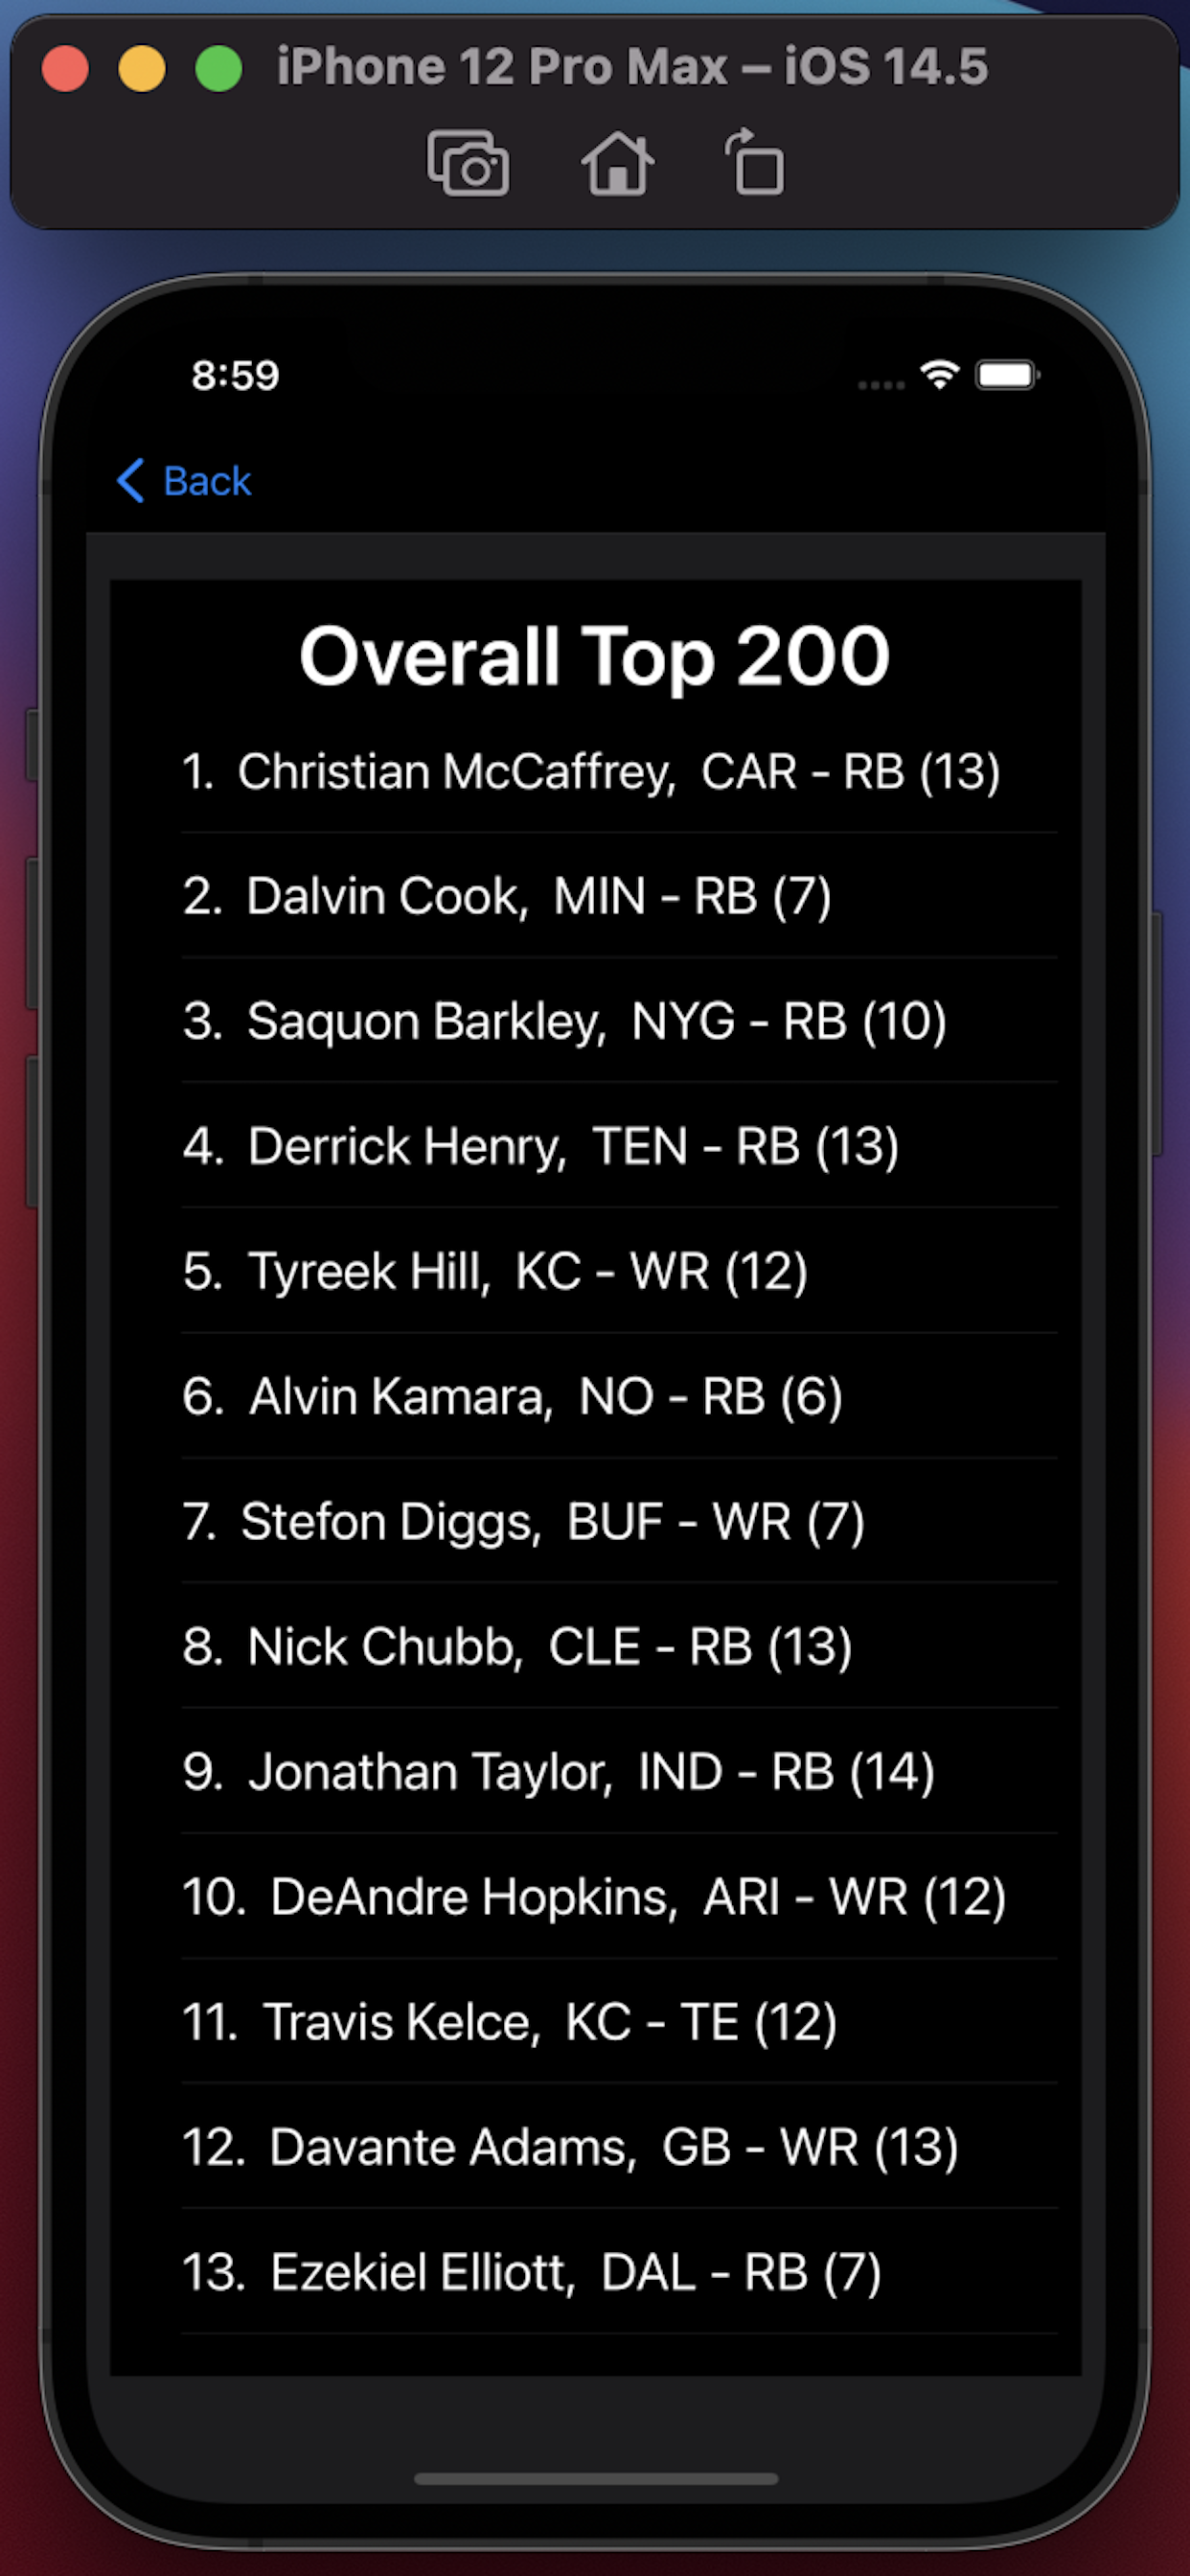 iPhone 12 Pro Max – iOS 14.5
8:59
Back
Overall Top 200
1. Christian McCaffrey, CAR - RB (13)
2. Dalvin Cook, MIN - RB (7)
3. Saquon Barkley, NYG - RB (10)
4. Derrick Henry, TEN - RB (13)
5. Tyreek Hill, KC - WR (12)
6. Alvin Kamara, NO - RB (6)
7. Stefon Diggs, BUF - WR (7)
8. Nick Chubb, CLE - RB (13)
9. Jonathan Taylor, IND - RB (14)
10. DeAndre Hopkins, ARI - WR (12)
11. Travis Kelce, KC - TE (12)
12. Davante Adams, GB - WR (13)
13. Ezekiel Elliott, DAL - RB (7)